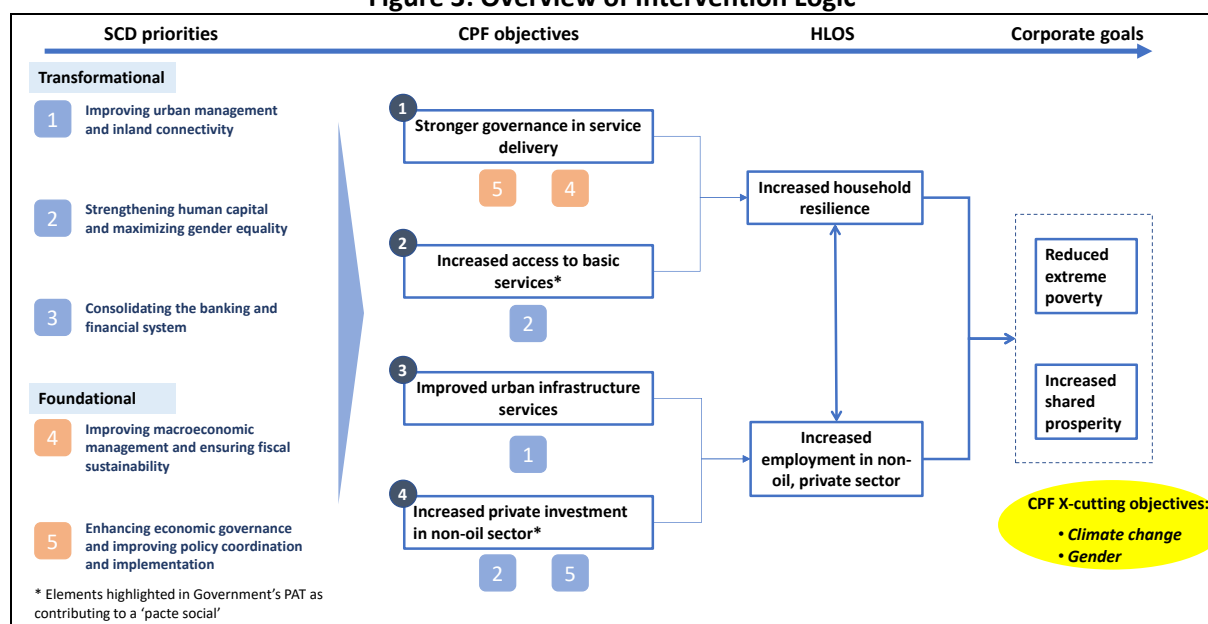 Figure 3: Overview of Intervention Logic
SCD priorities
CPF objectives
HLOS
Corporate goals
Transformational
1
Improving urban management
and inland connectivity
2
Strengthening human capital
and maximizing gender equality
3
Consolidating the banking and
financial system
Foundational
4
Improving macroeconomic
management and ensuring fiscal
sustainability
5
Enhancing economic governance
and improving policy coordination
and implementation
* Elements highlighted in Government's PAT as
contributing to a 'pacte social'
1
Stronger governance in service
delivery
5 4
2
Increased access to basic
services*
2
3
Improved urban infrastructure
services
1
4
Increased private investment
in non-oil sector*
2 5
Increased household
resilience
Increased
employment in non-
oil, private sector
Reduced
extreme
poverty
Increased
shared
prosperity
CPF X-cutting objectives:
• Climate change
• Gender